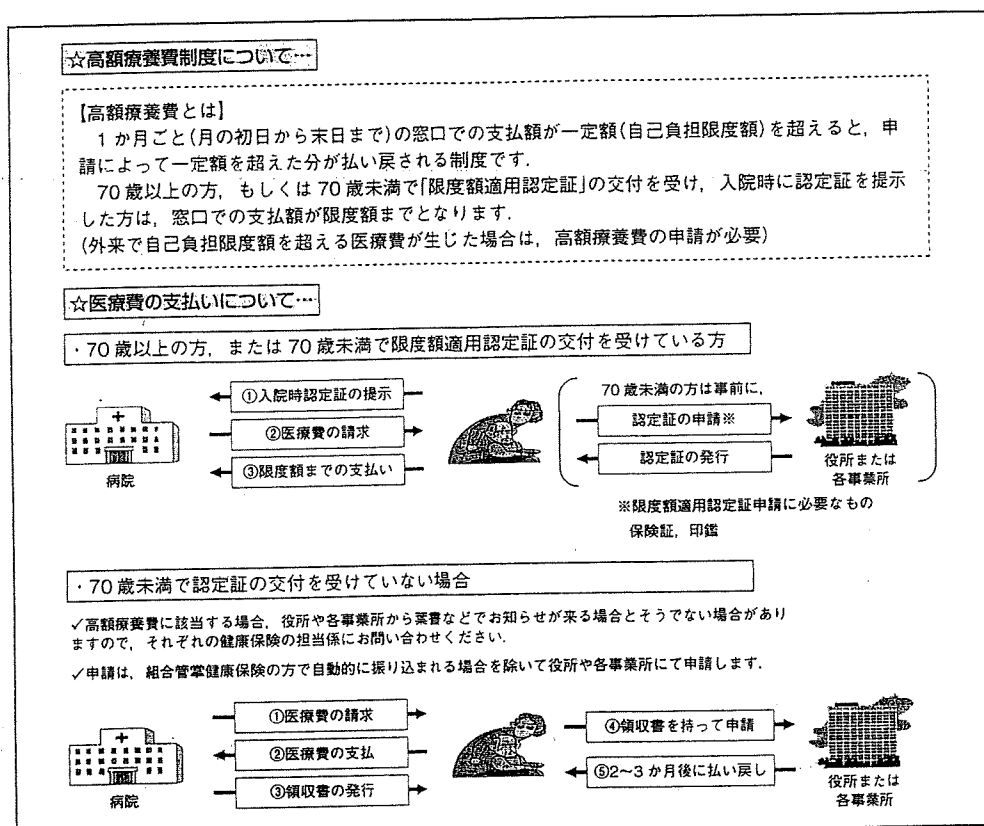 ☆高額療養費制度について…
【高額療養費とは】
1 か月ごと(月の初日から末日まで)の窓口での支払額が一定額(自己負担限度額)を超えると，申
請によって一定額を超えた分が払い戻される制度です．
70 歳以上の方，もしくは 70 歳未満で「限度額適用認定証」の交付を受け，入院時に認定証を提示
した方は，窓口での支払額が限度額までとなります．
(外来で自己負担限度額を超える医療費が生じた場合は，高額療養費の申請が必要)
☆医療費の支払いについて…
・70 歳以上の方，または 70 歳未満で限度額適用認定証の交付を受けている方
①入院時認定証の提示
②医療費の請求
③限度額までの支払い
病院
70 歳未満の方は事前に，
認定証の申請※
認定証の発行
役所または
各事業所
※限度額適用認定証申請に必要なもの
保険証，印鑑
・70 歳未満で認定証の交付を受けていない場合
✓高額療養費に該当する場合，役所や各事業所から葉書などでお知らせが来る場合とそうでない場合があり
ますので，それぞれの健康保険の担当係にお問い合わせください．
✓申請は，組合管掌健康保険の方で自動的に振り込まれる場合を除いて役所や各事業所にて申請します．
①医療費の請求
②医療費の支払
③領収書の発行
病院
④領収書を持って申請
⑤2〜3 か月後に払い戻し
役所または
各事業所